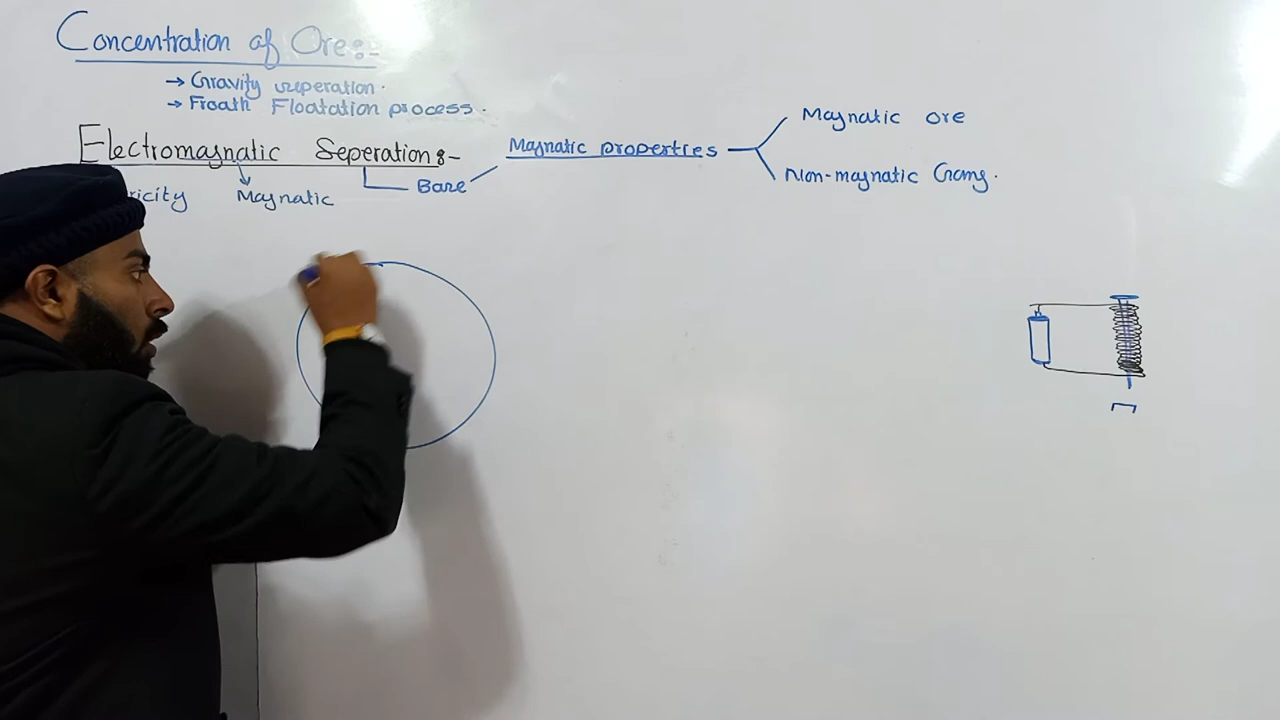 Concentration of Ore:-
→ Gravity seperation.
→ Froath Floatation process.
Electromagnatic Seperation:-
Magnatic properties
Magnatic ore
Non-magnatic Gang.
Base
ricity
Magnatic